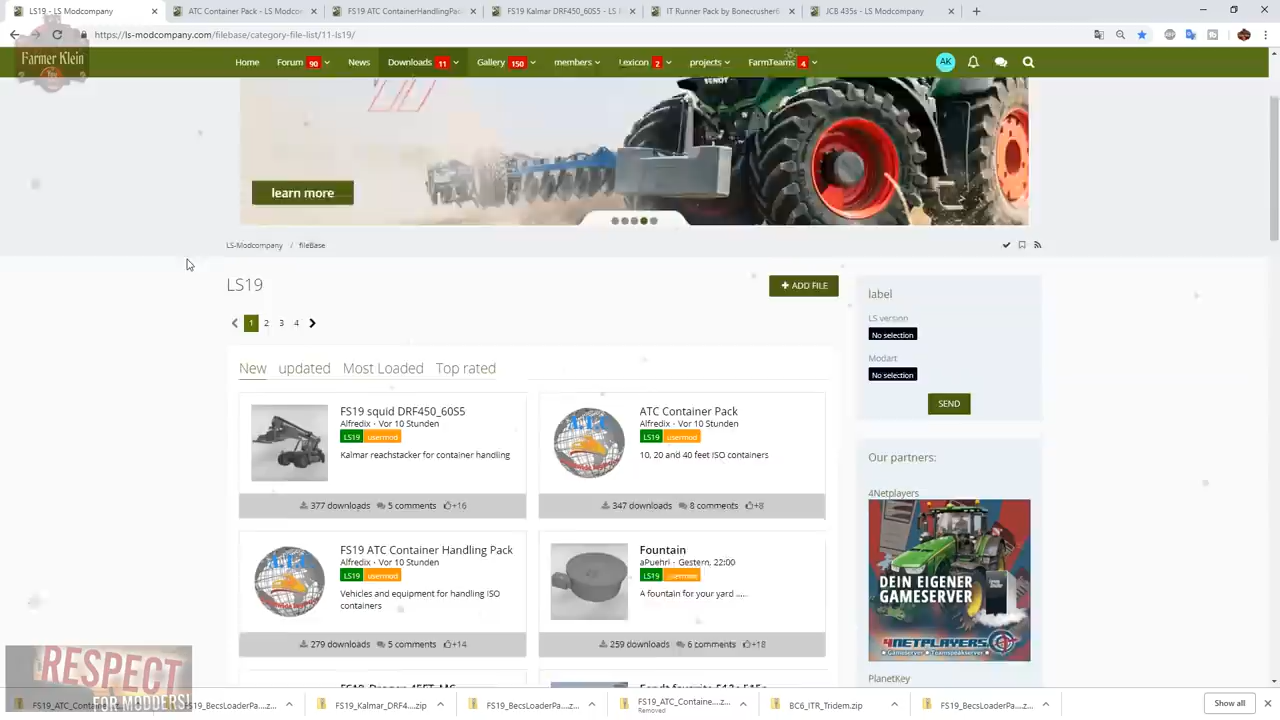 LS19 - LS Modcompany
ATC Container Pack - LS Modco
FS19 ATC ContainerHandlingPac
FS19 Kalmar DRF450_60S5 - LS
IT Runner Pack by Bonecrusher6
JCB 435s - LS Modcompany
https://ls-modcompany.com/filebase/category-file-list/11-ls19/
Farmer Klein
Home
Forum 90
News
Downloads 11
Gallery 150
members
Lexicon 2
projects
FarmTeams 4
AK
FENDT
learn more
LS-Modcompany / fileBase
LS19
+ ADD FILE
1 2 3 4
New updated Most Loaded Top rated
FS19 squid DRF450_60S5
Alfredix · Vor 10 Stunden
LS19 usermod
Kalmar reachstacker for container handling
377 downloads 5 comments +16
ATC Container Pack
Alfredix · Vor 10 Stunden
LS19 usermod
10, 20 and 40 feet ISO containers
347 downloads 8 comments +8
FS19 ATC Container Handling Pack
Alfredix · Vor 10 Stunden
LS19 usermod
Vehicles and equipment for handling ISO
containers
279 downloads 5 comments +14
Fountain
aPuehri · Gestern, 22:00
LS19 usermod
A fountain for your yard .....
259 downloads 6 comments +18
label
LS version
No selection
Modart
No selection
SEND
Our partners:
4Netplayers
DEIN EIGENER
GAMESERVER
4NETPLAYERS
Gameserver Teamspeakserver
PlanetKey
RESPECT
FOR MODDERS!
FS19_ATC_Containe
FS19_BecsLoaderPa...z...
FS19_Kalmar_DRF4....zip
FS19_BecsLoaderPa...z...
FS19_ATC_Containe...z...
Removed
BC6_ITR_Tridem.zip
FS19_BecsLoaderPa...z...
Show all